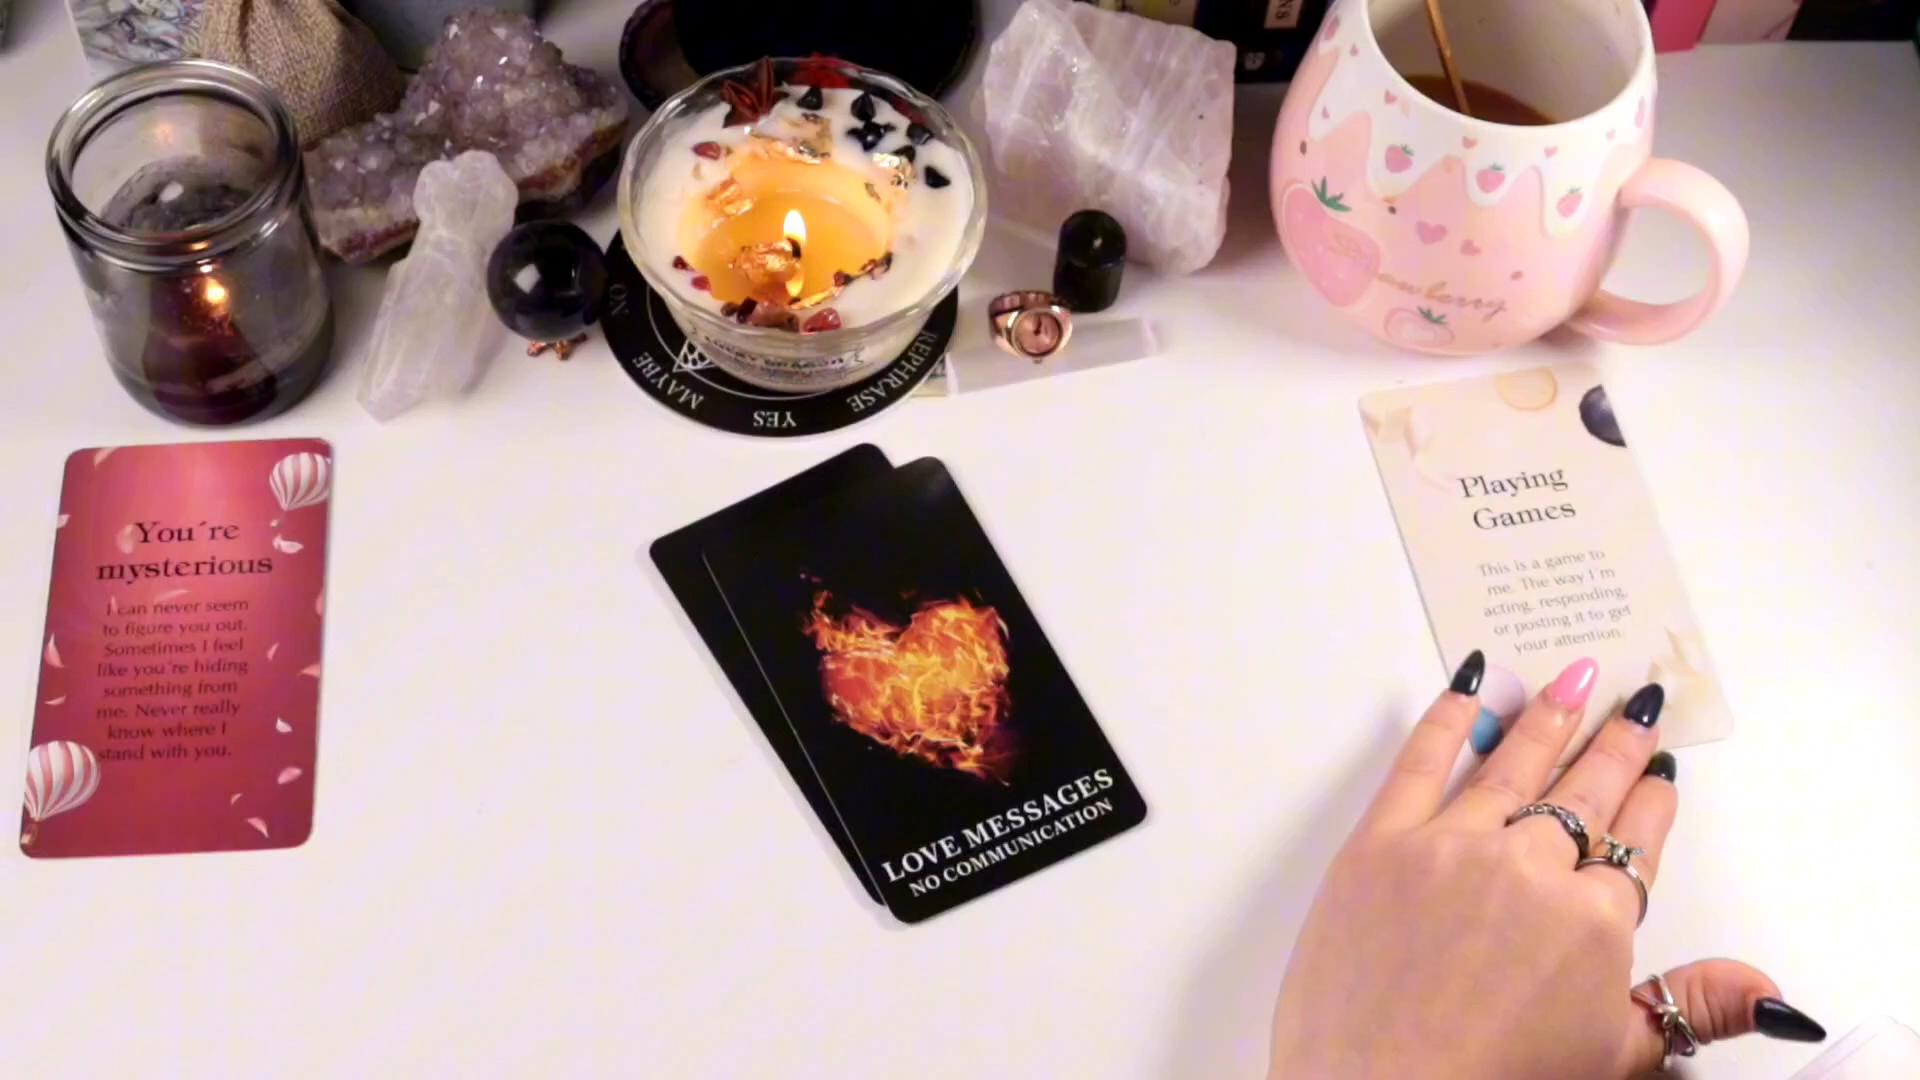 NS
Strawberry
NO
MAYBE
YES
REPHRASE
You´re
mysterious
I can never seem
to figure you out.
Sometimes I feel
like you´re hiding
something from
me. Never really
know where I
stand with you.
LOVE MESSAGES
NO COMMUNICATION
Playing
Games
This is a game to
me. The way I´m
acting, responding,
or posting it to get
your attention.